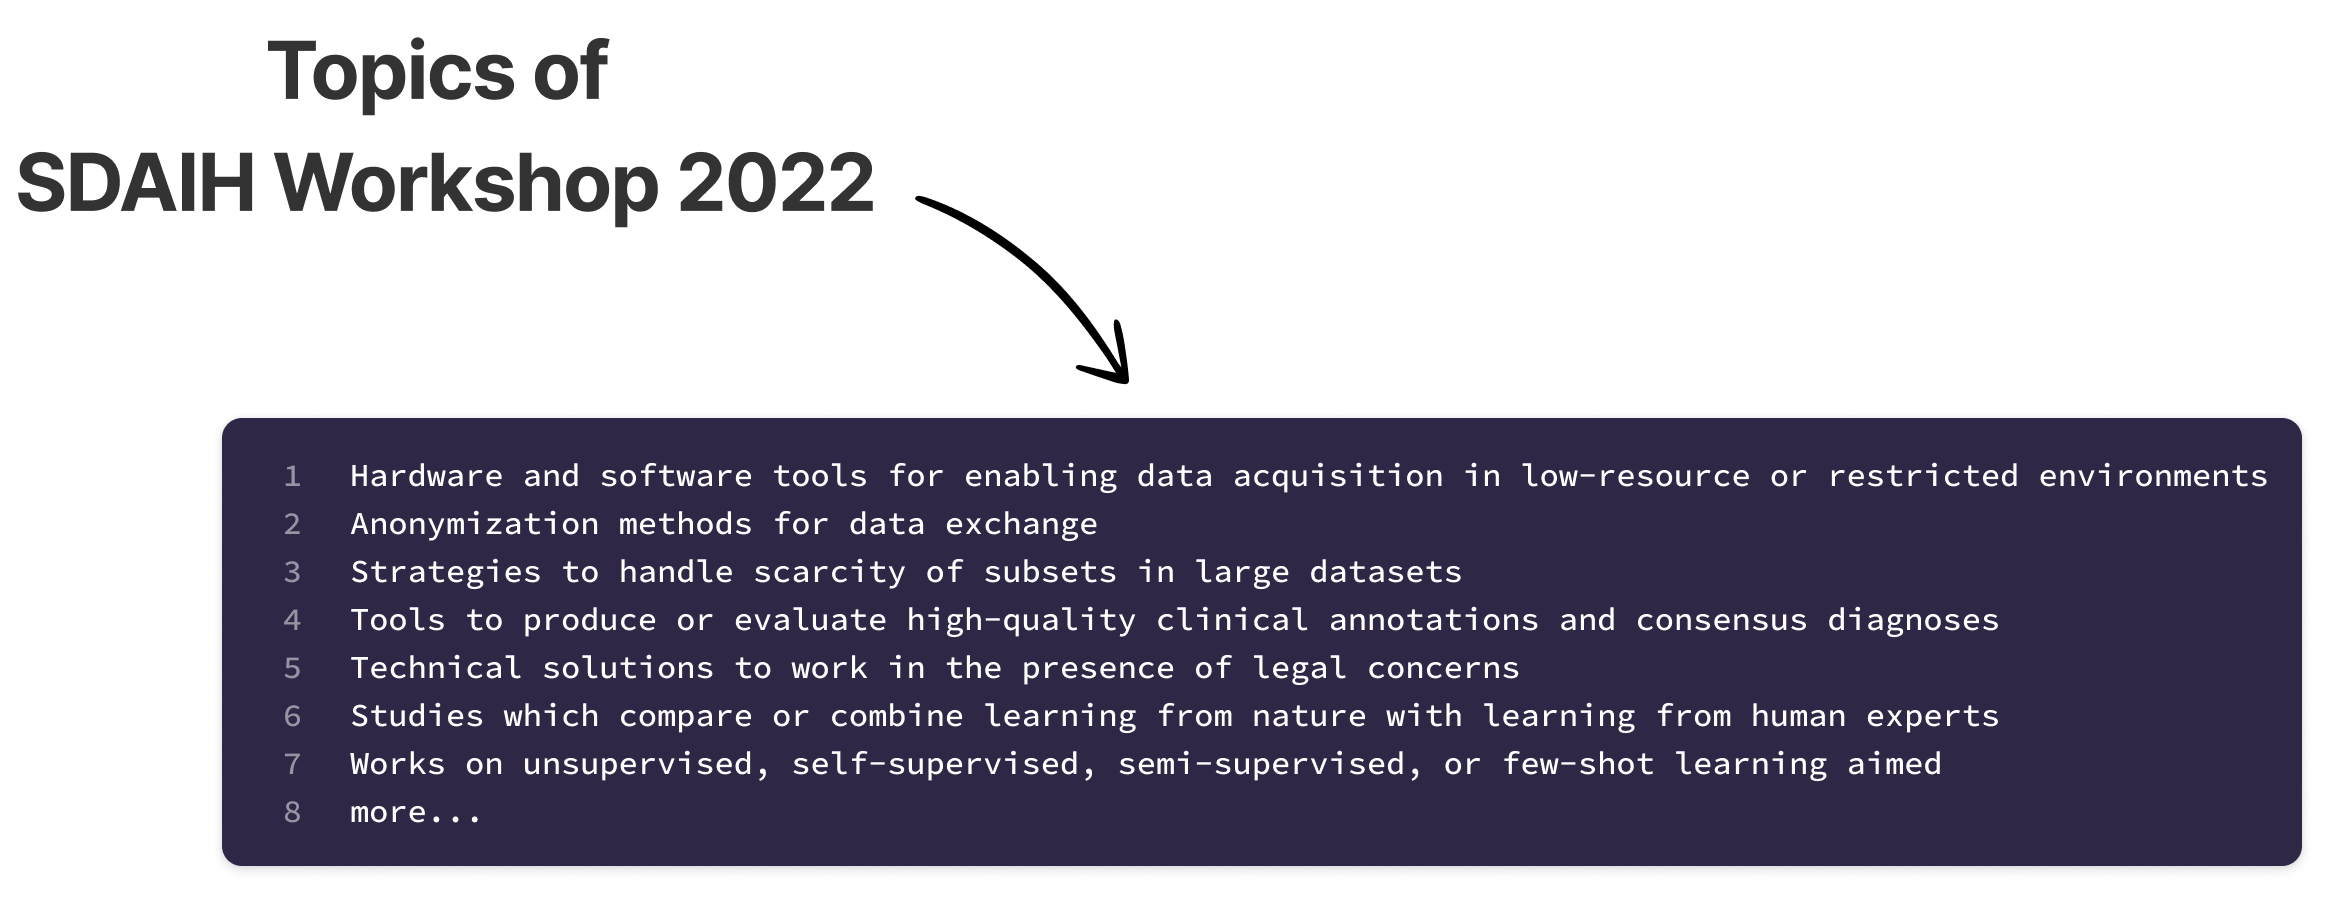 Topics of
SDAIH Workshop 2022
1 Hardware and software tools for enabling data acquisition in low-resource or restricted environments
2 Anonymization methods for data exchange
3 Strategies to handle scarcity of subsets in large datasets
4 Tools to produce or evaluate high-quality clinical annotations and consensus diagnoses
5 Technical solutions to work in the presence of legal concerns
6 Studies which compare or combine learning from nature with learning from human experts
7 Works on unsupervised, self-supervised, semi-supervised, or few-shot learning aimed
8 more...